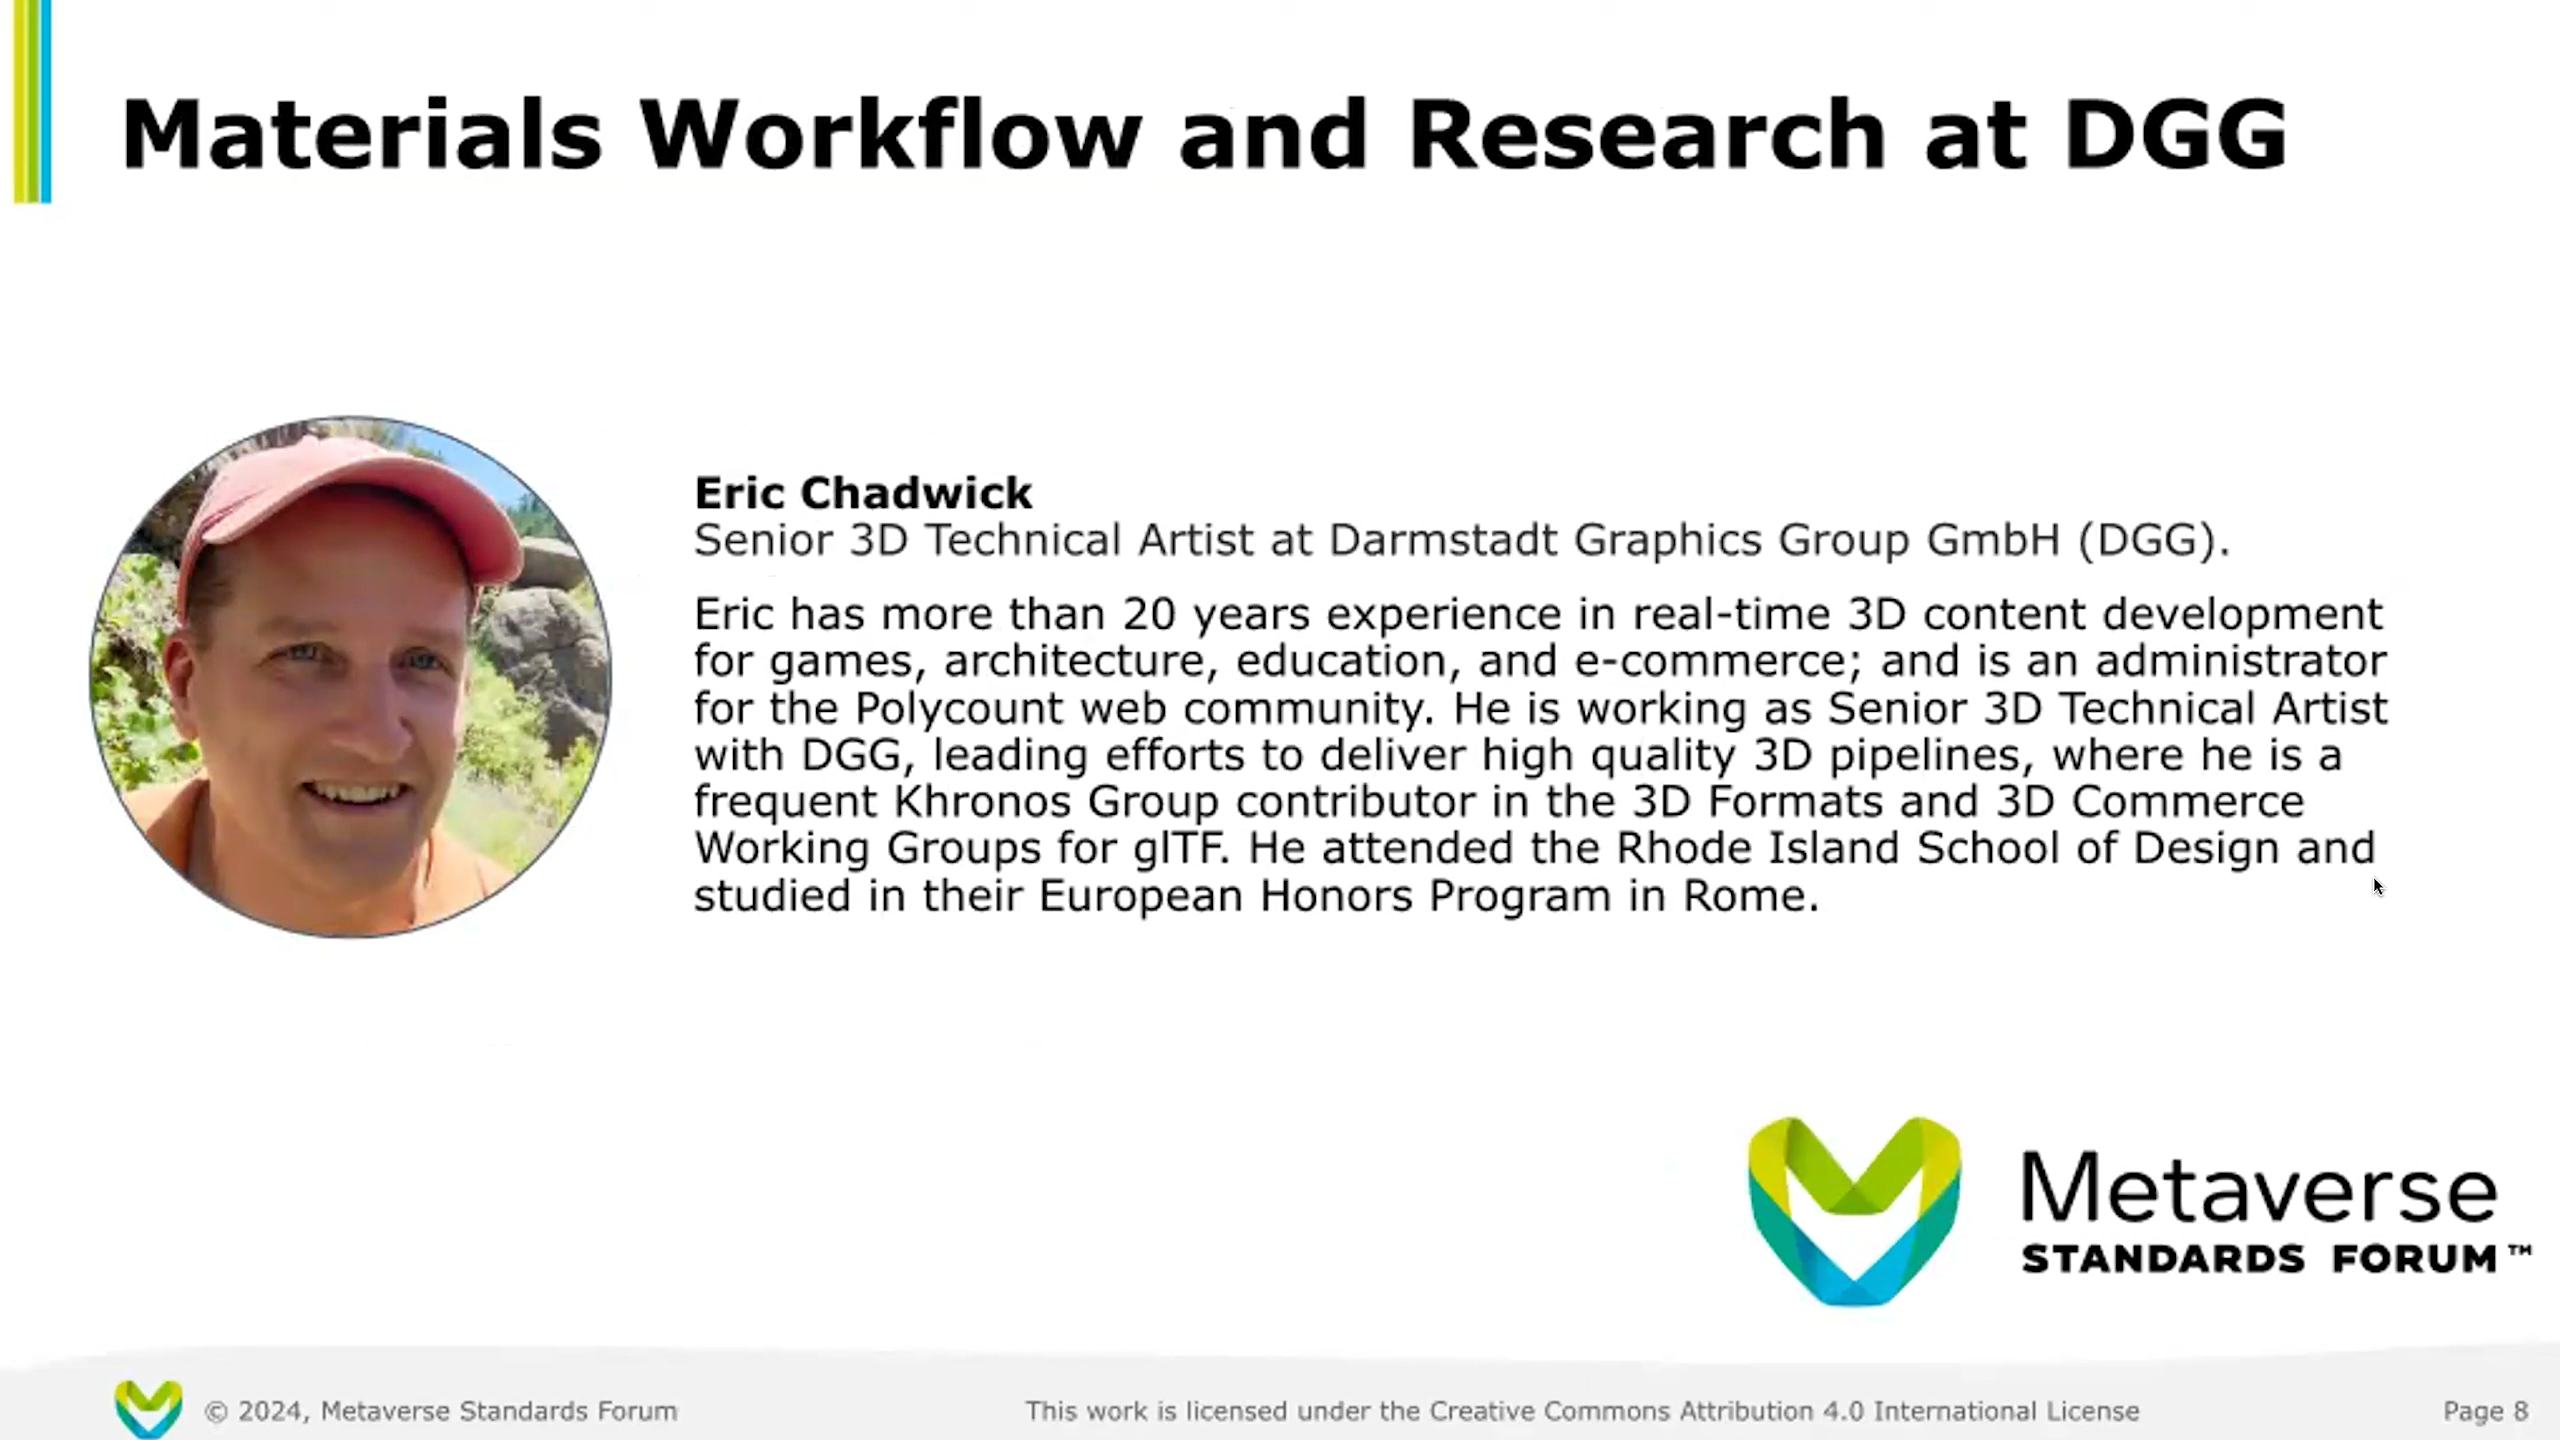 Materials Workflow and Research at DGG
Eric Chadwick
Senior 3D Technical Artist at Darmstadt Graphics Group GmbH (DGG).
Eric has more than 20 years experience in real-time 3D content development
for games, architecture, education, and e-commerce; and is an administrator
for the Polycount web community. He is working as Senior 3D Technical Artist
with DGG, leading efforts to deliver high quality 3D pipelines, where he is a
frequent Khronos Group contributor in the 3D Formats and 3D Commerce
Working Groups for glTF. He attended the Rhode Island School of Design and
studied in their European Honors Program in Rome.
Metaverse
STANDARDS FORUM™
© 2024, Metaverse Standards Forum
This work is licensed under the Creative Commons Attribution 4.0 International License
Page 8